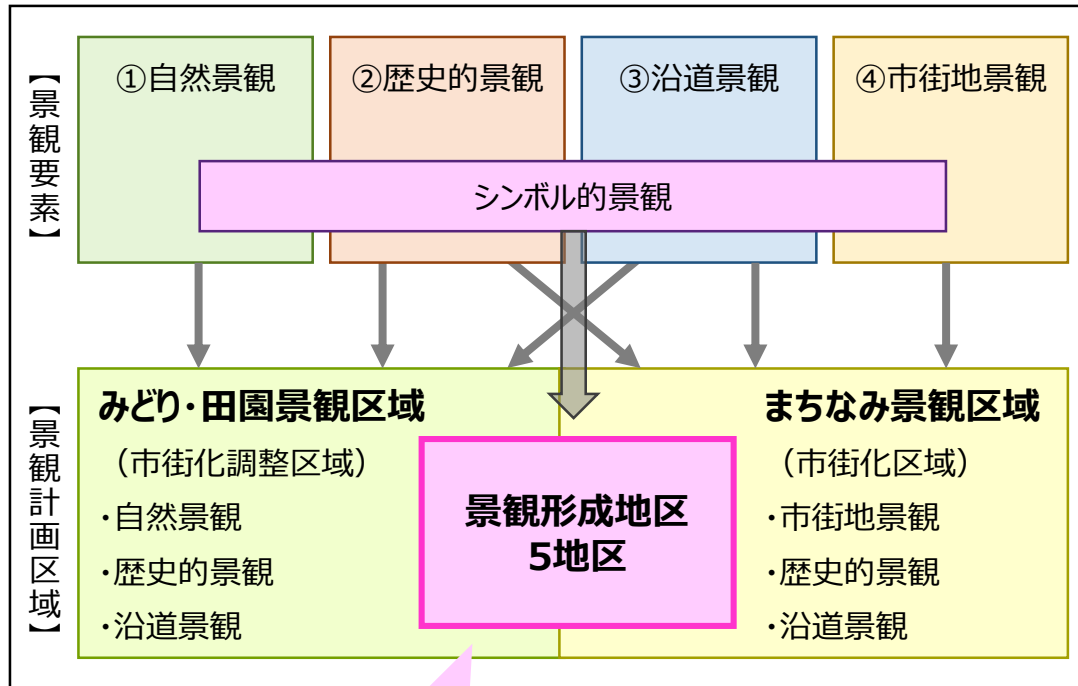 【景観要素】
①自然景観
②歴史的景観
③沿道景観
④市街地景観
シンボル的景観
【景観計画区域】
みどり・田園景観区域
（市街化調整区域）
・自然景観
・歴史的景観
・沿道景観
景観形成地区
5地区
まちなみ景観区域
（市街化区域）
・市街地景観
・歴史的景観
・沿道景観